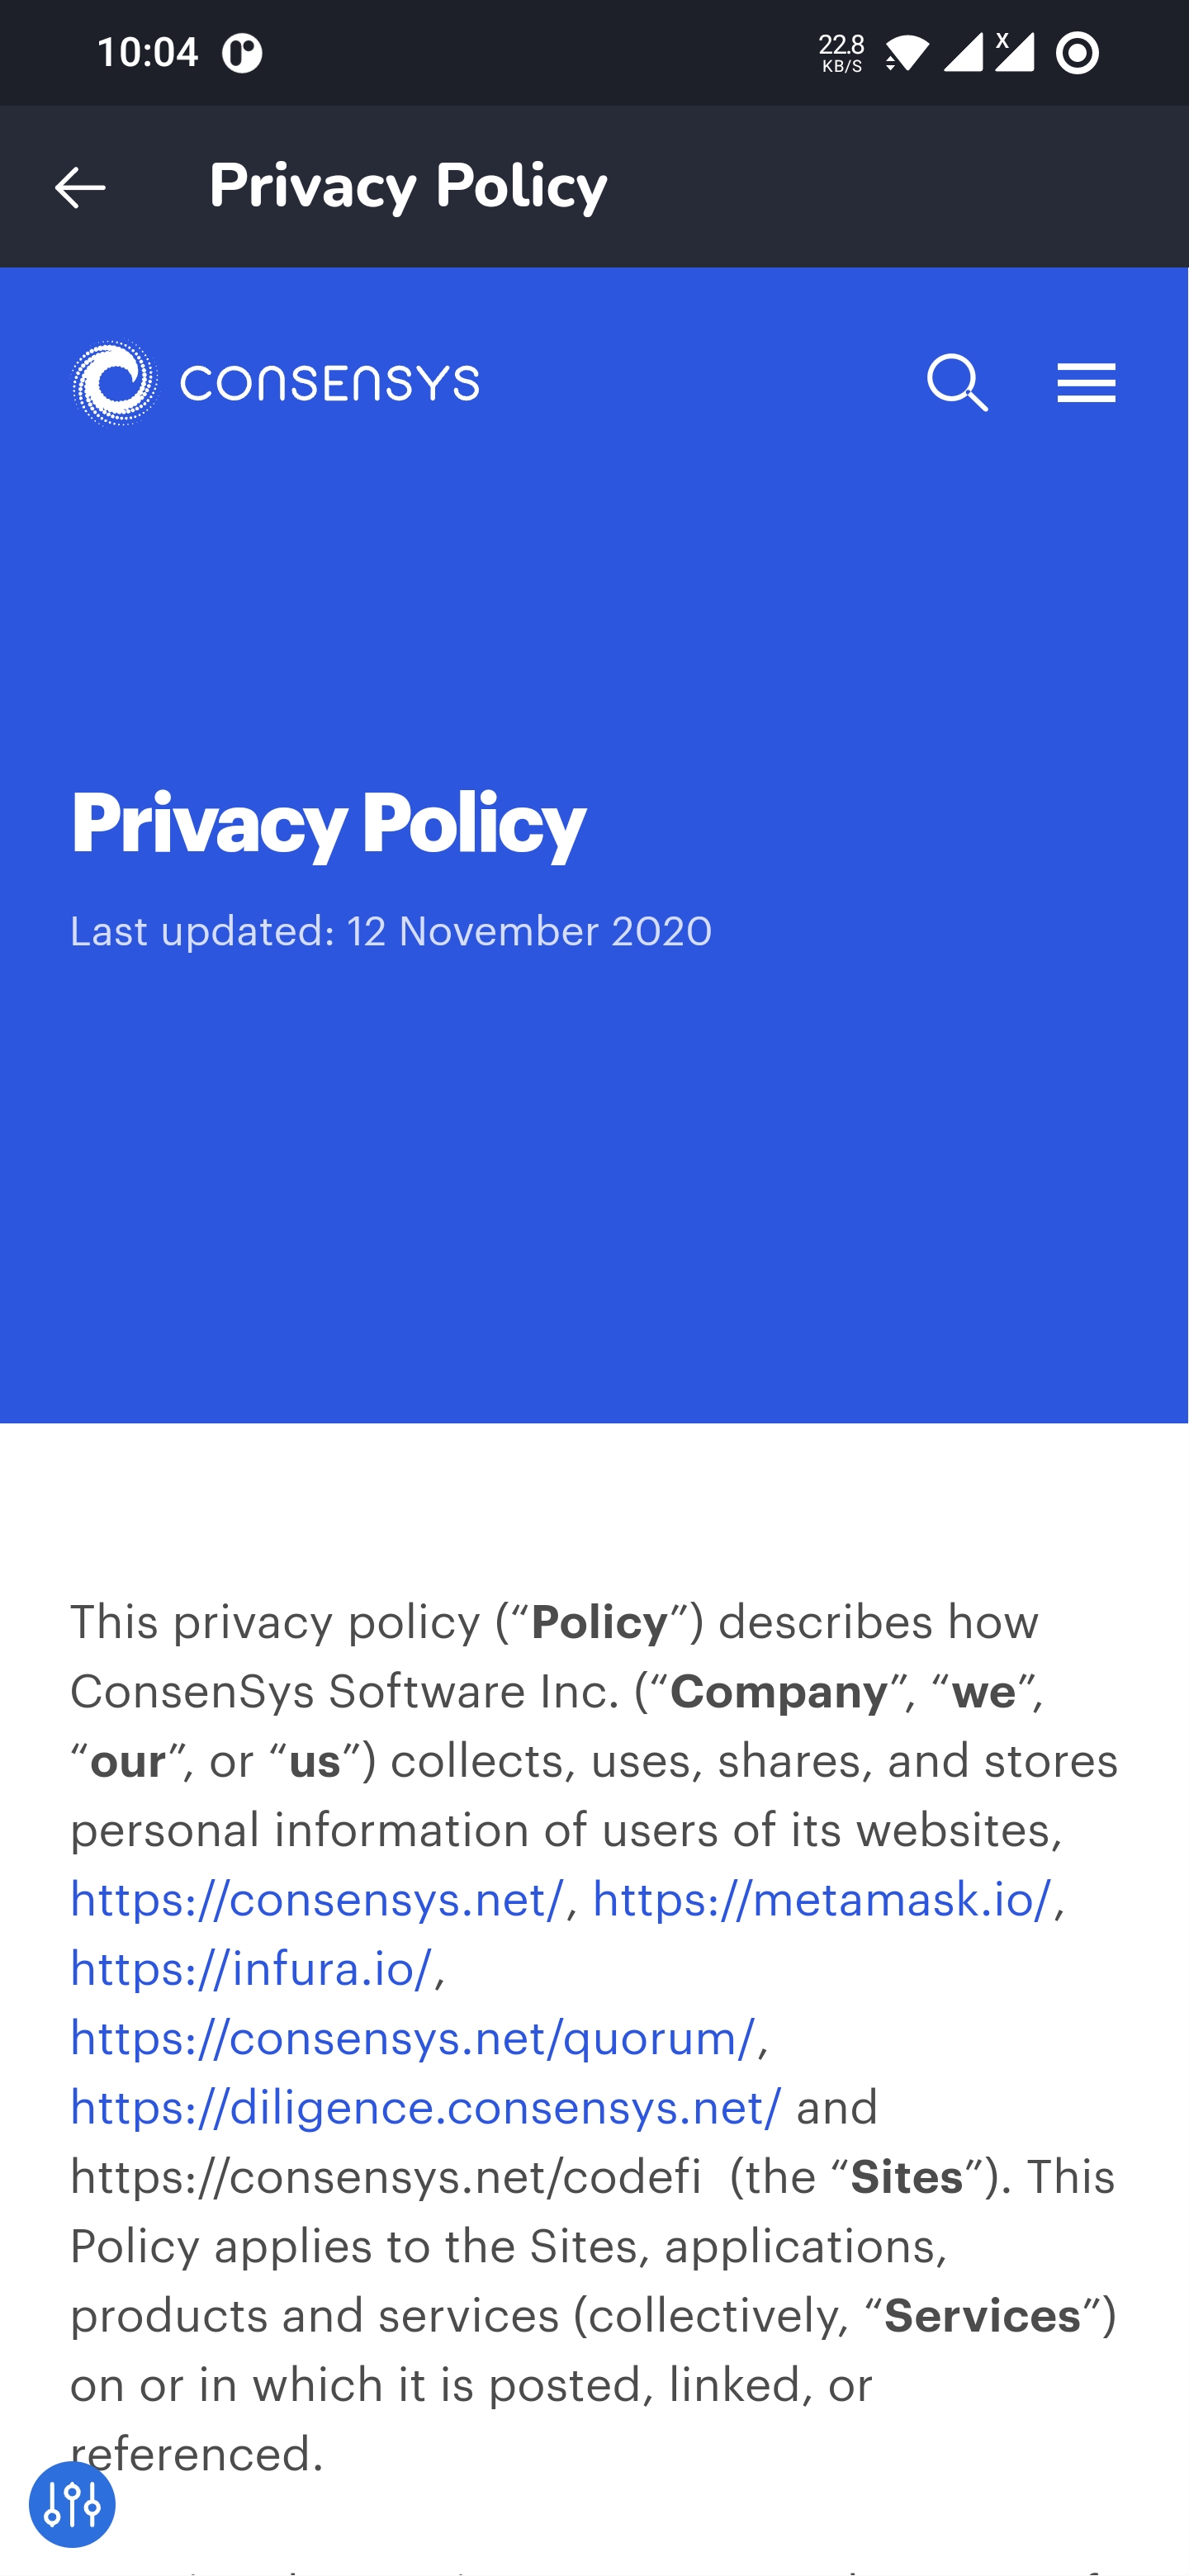 10:04
22.8
KB/S
X
Privacy Policy
CONSENSYS
Privacy Policy
Last updated: 12 November 2020
This privacy policy (“Policy”) describes how
ConsenSys Software Inc. (“Company”, “we”,
“our”, or “us”) collects, uses, shares, and stores
personal information of users of its websites,
https://consensys.net/, https://metamask.io/,
https://infura.io/,
https://consensys.net/quorum/,
https://diligence.consensys.net/ and
https://consensys.net/codefi  (the “Sites”). This
Policy applies to the Sites, applications,
products and services (collectively, “Services”)
on or in which it is posted, linked, or
referenced.